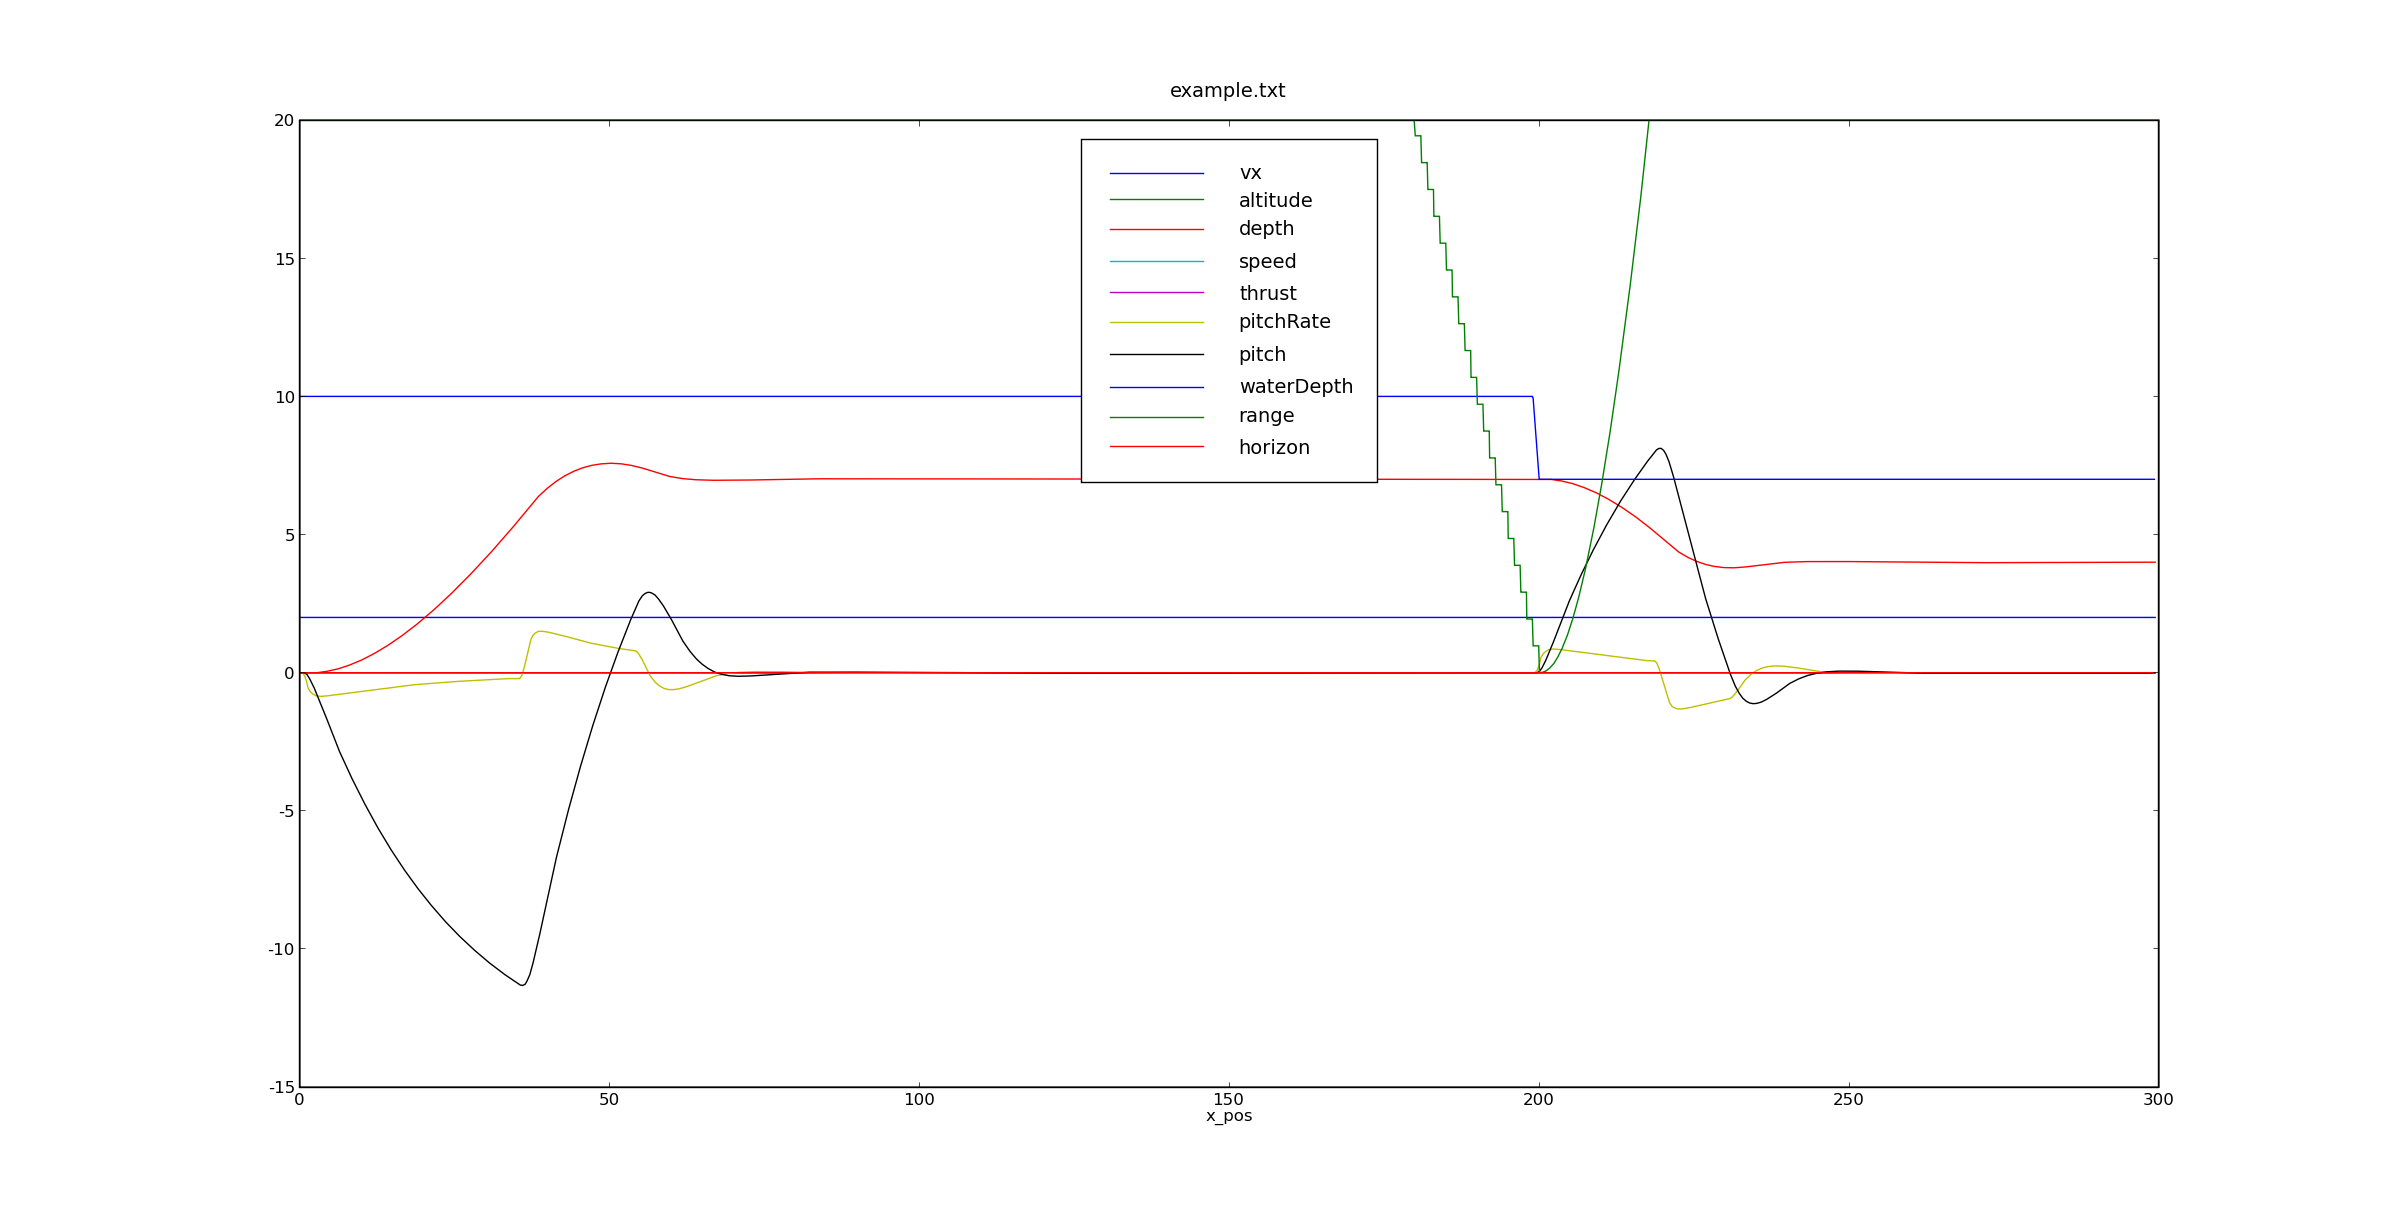 example.txt
20
15
10
5
0
-5
-10
-15
vx
altitude
depth
speed
thrust
pitchRate
pitch
waterDepth
range
horizon
0 50 100 150 200 250 300
x_pos